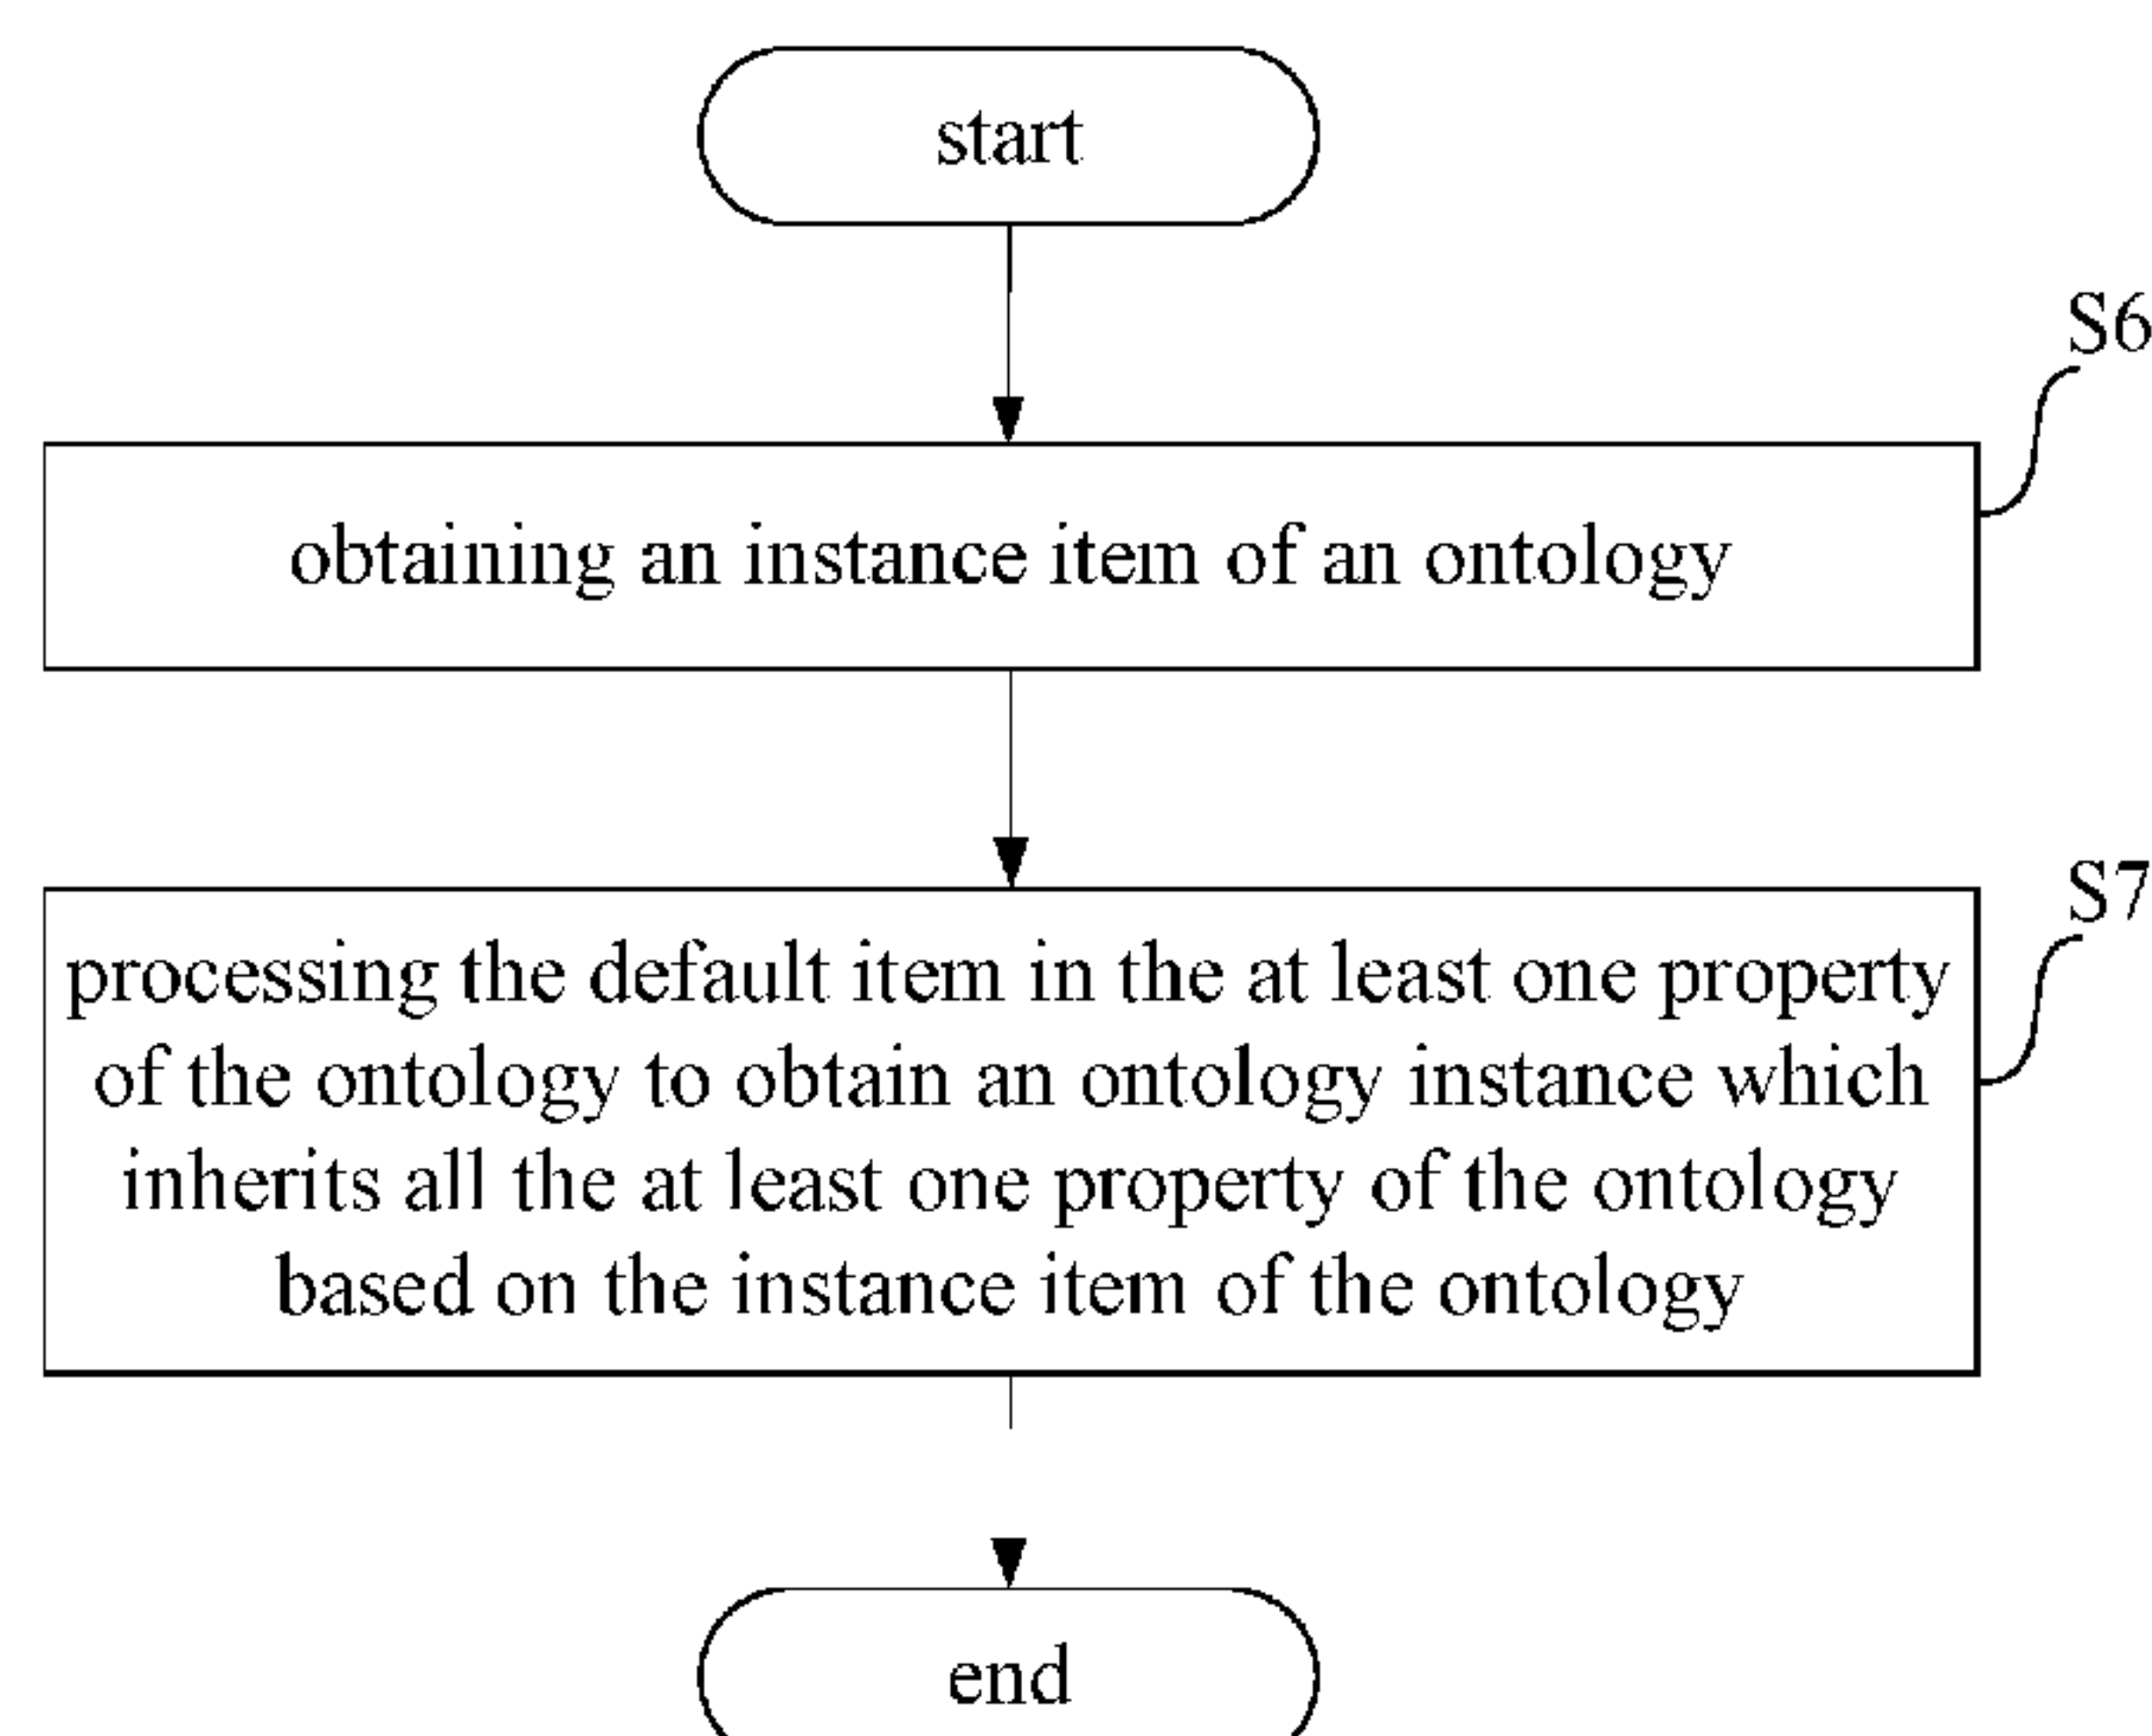 start
S6
obtaining an instance item of an ontology
S7
processing the default item in the at least one property
of the ontology to obtain an ontology instance which
inherits all the at least one property of the ontology
based on the instance item of the ontology
end